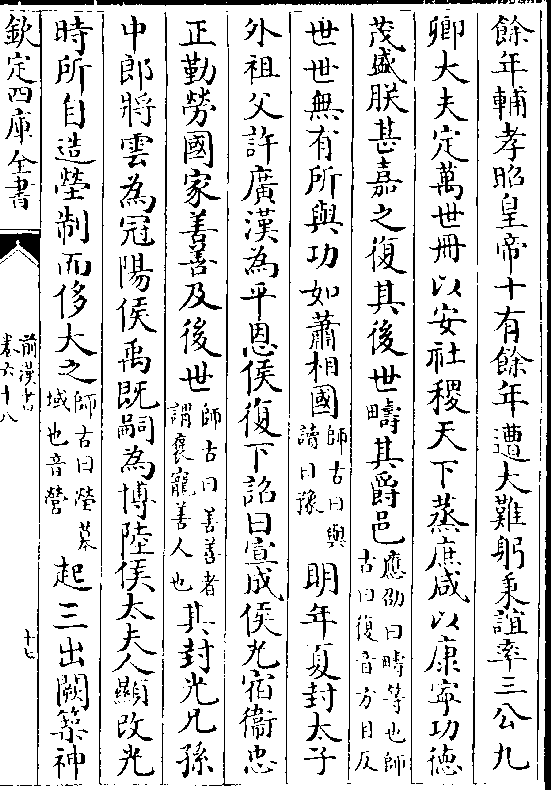 餘年輔孝昭皇帝十有餘年遭大難躬秉誼率三公九
卿大夫定萬世冊以安社稷天下蒸庶咸以康寧功德
茂盛朕甚嘉之復其後世疇其爵邑應劭曰疇等也師古曰復音方目反
世世無有所與功如蕭相國師古曰與讀曰豫明年夏封太子
外祖父許廣漢為平恩侯復下詔曰宣成侯光宿衞忠
正勤勞國家善善及後世師古曰善善者謂褒寵善人也其封光兄孫
中郎將雲為冠陽侯禹既嗣為博陸侯太夫人顯改光
時所自造塋制而侈大之師古曰塋墓域也音營起三出闕築神
欽定四庫全書
前漢書
卷六十八
十七